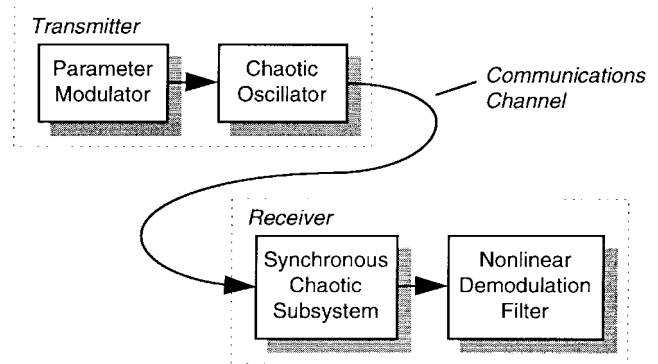 Transmitter
Parameter
Modulator
Chaotic
Oscillator
Communications
Channel
Receiver
Synchronous
Chaotic
Subsystem
Nonlinear
Demodulation
Filter